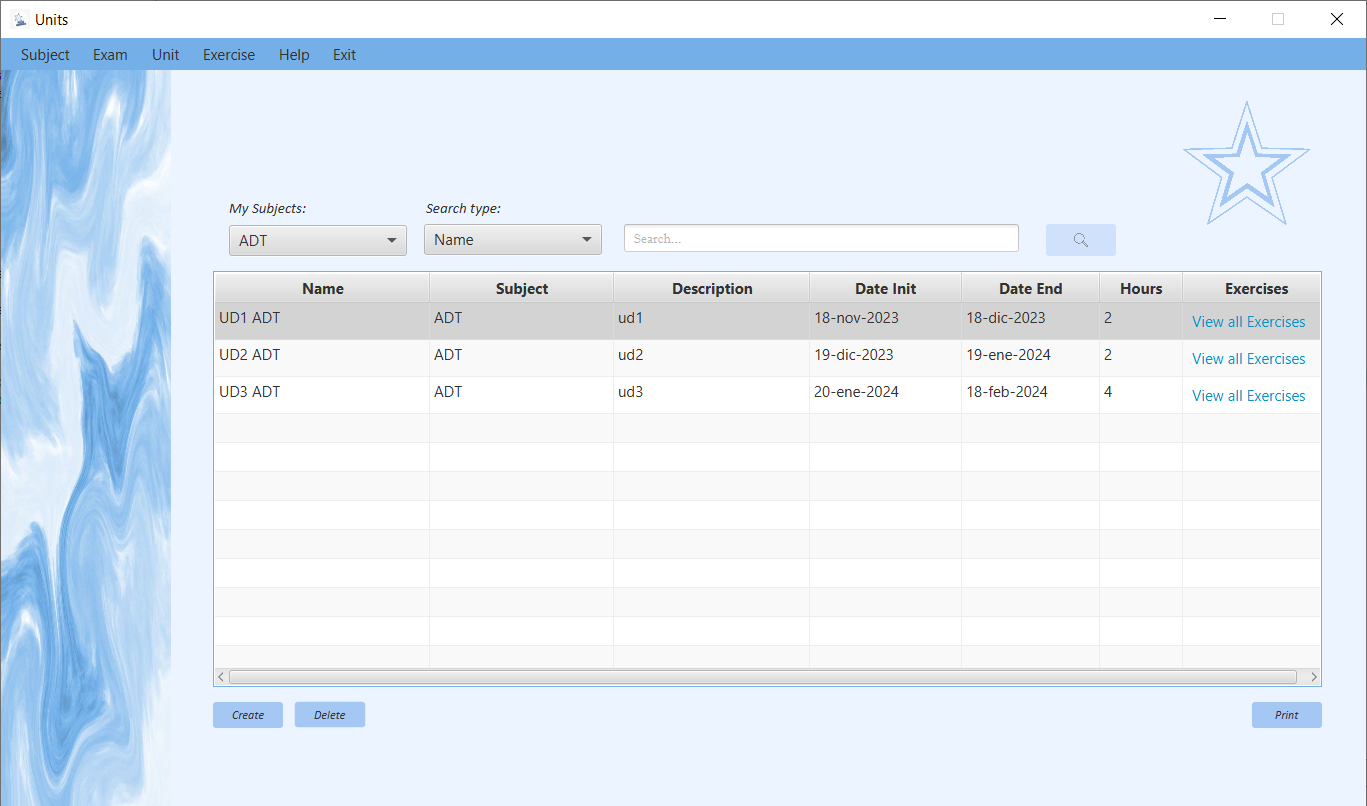 Units
Subject Exam Unit Exercise Help Exit
My Subjects: Search type:
ADT Name Search...
Name Subject Description Date Init Date End Hours Exercises
UD1 ADT ADT ud1 18-nov-2023 18-dic-2023 2 View all Exercises
UD2 ADT ADT ud2 19-dic-2023 19-ene-2024 2 View all Exercises
UD3 ADT ADT ud3 20-ene-2024 18-feb-2024 4 View all Exercises
Create Delete Print